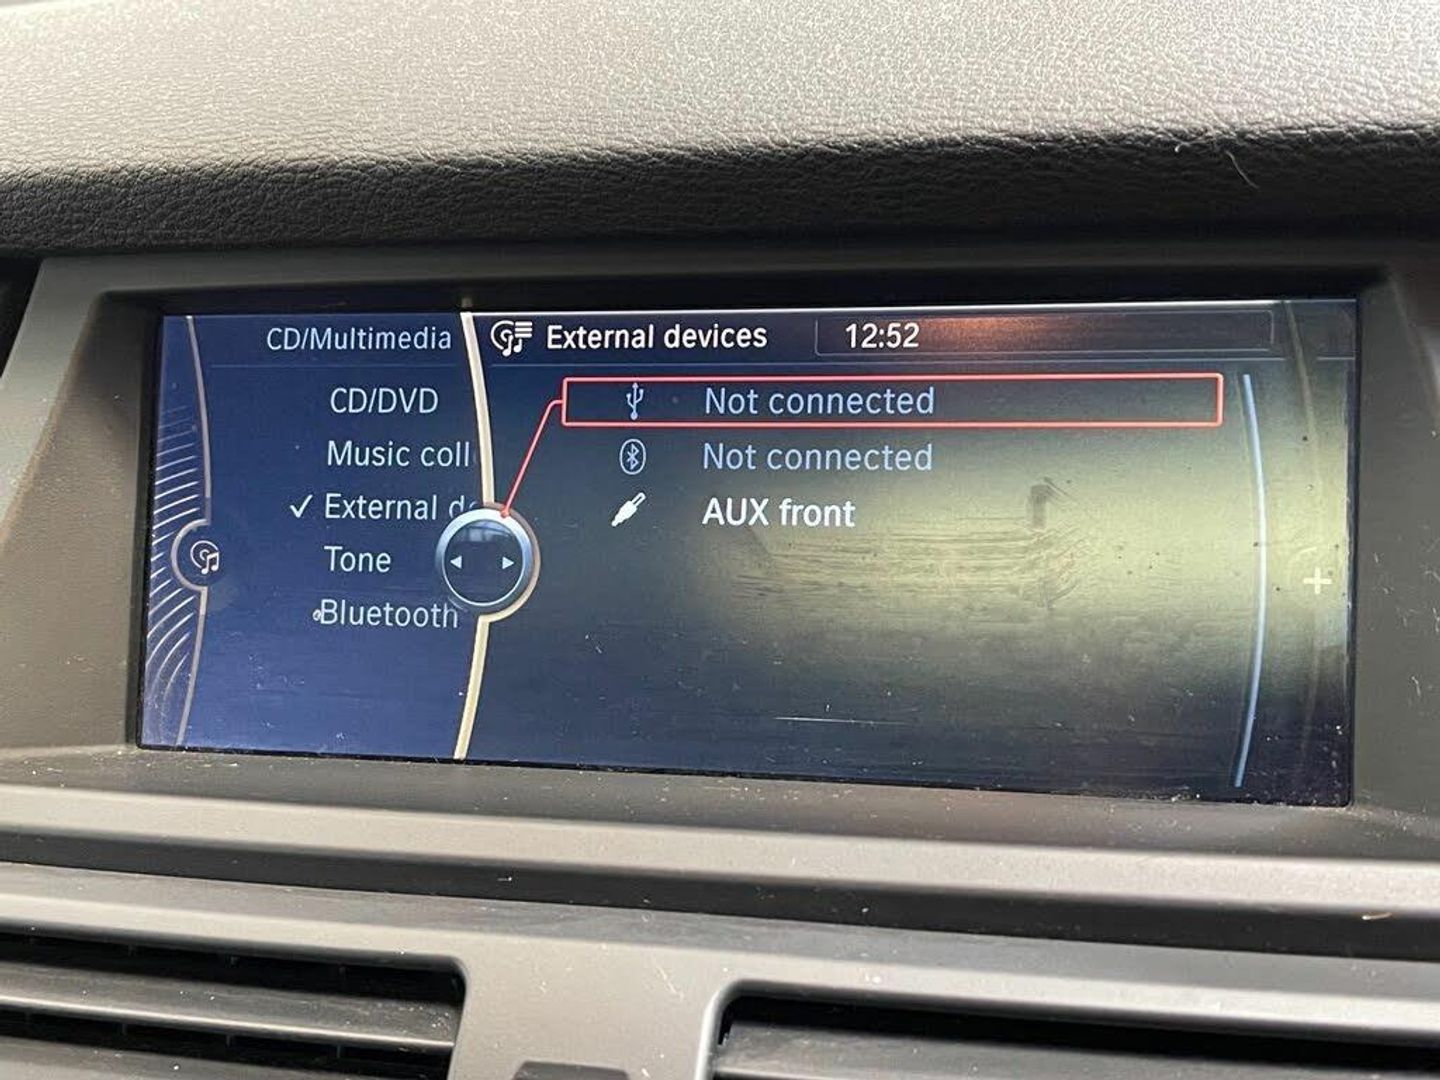 CD/Multimedia
External devices
12:52
CD/DVD
Music coll
✓ External
Tone
Bluetooth
Not connected
Not connected
AUX front
+